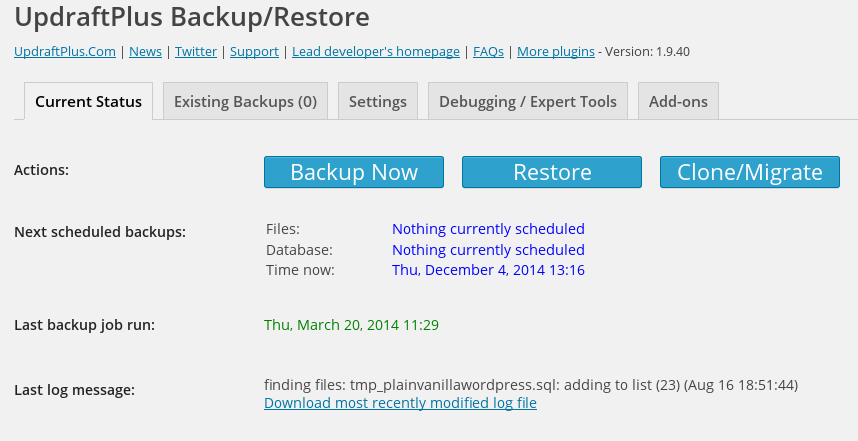 UpdraftPlus Backup/Restore
UpdraftPlus.Com | News | Twitter | Support | Lead developer's homepage | FAQs | More plugins - Version: 1.9.40
Current Status Existing Backups (0) Settings Debugging / Expert Tools Add-ons
Actions: Backup Now Restore Clone/Migrate
Next scheduled backups: Files: Nothing currently scheduled
Database: Nothing currently scheduled
Time now: Thu, December 4, 2014 13:16
Last backup job run: Thu, March 20, 2014 11:29
Last log message: finding files: tmp_plainvanillawordpress.sql: adding to list (23) (Aug 16 18:51:44)
Download most recently modified log file